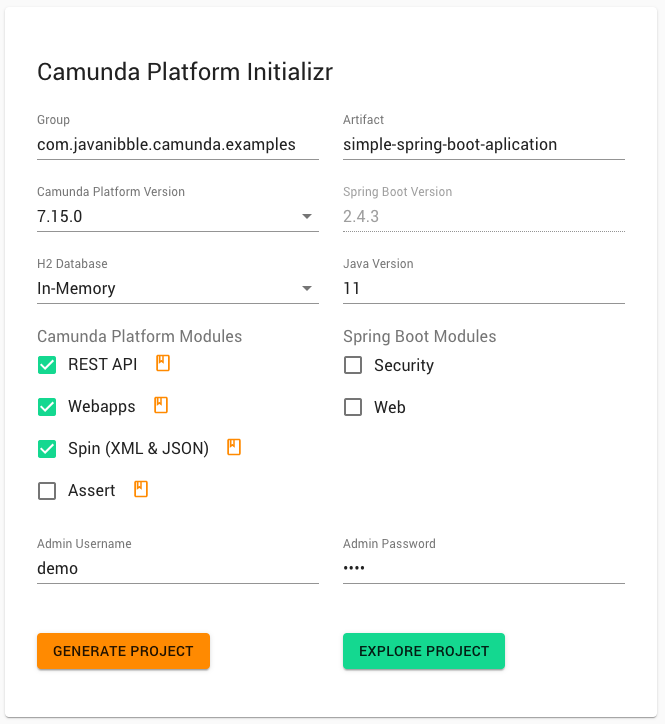 Camunda Platform Initializr
Group
Artifact
com.javanibble.camunda.examples
simple-spring-boot-aplication
Camunda Platform Version
Spring Boot Version
7.15.0
2.4.3
H2 Database
Java Version
In-Memory
11
Camunda Platform Modules
Spring Boot Modules
REST API
Security
Webapps
Web
Spin (XML & JSON)
Assert
Admin Username
Admin Password
demo
••••
GENERATE PROJECT
EXPLORE PROJECT